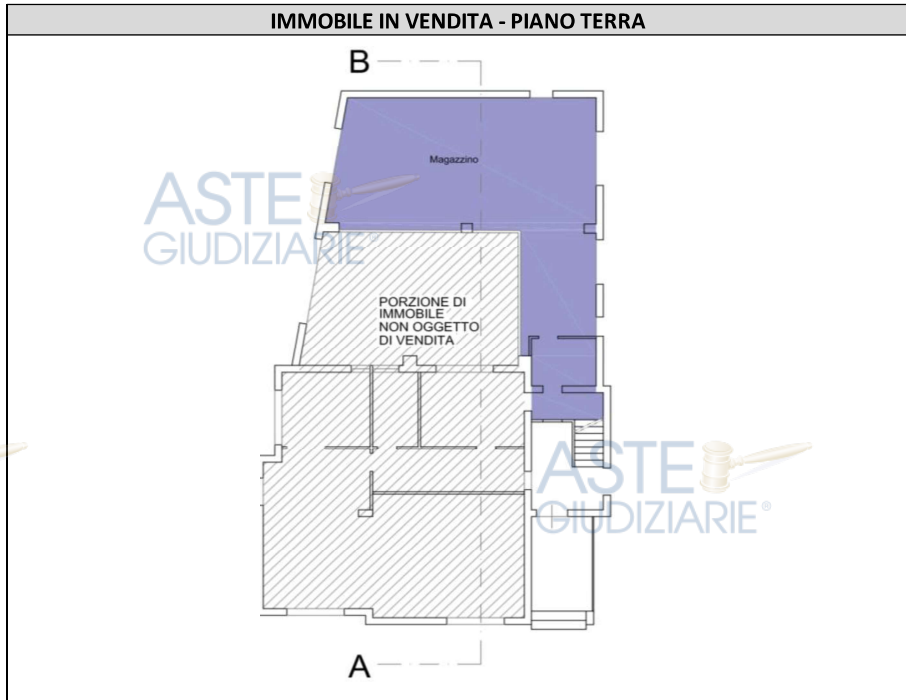 IMMOBILE IN VENDITA - PIANO TERRA
B
Magazzino
ASTE
GIUDIZIARIE®
PORZIONE DI
IMMOBILE
NON OGGETTO
DI VENDITA
ASTE
GIUDIZIARIE®
A